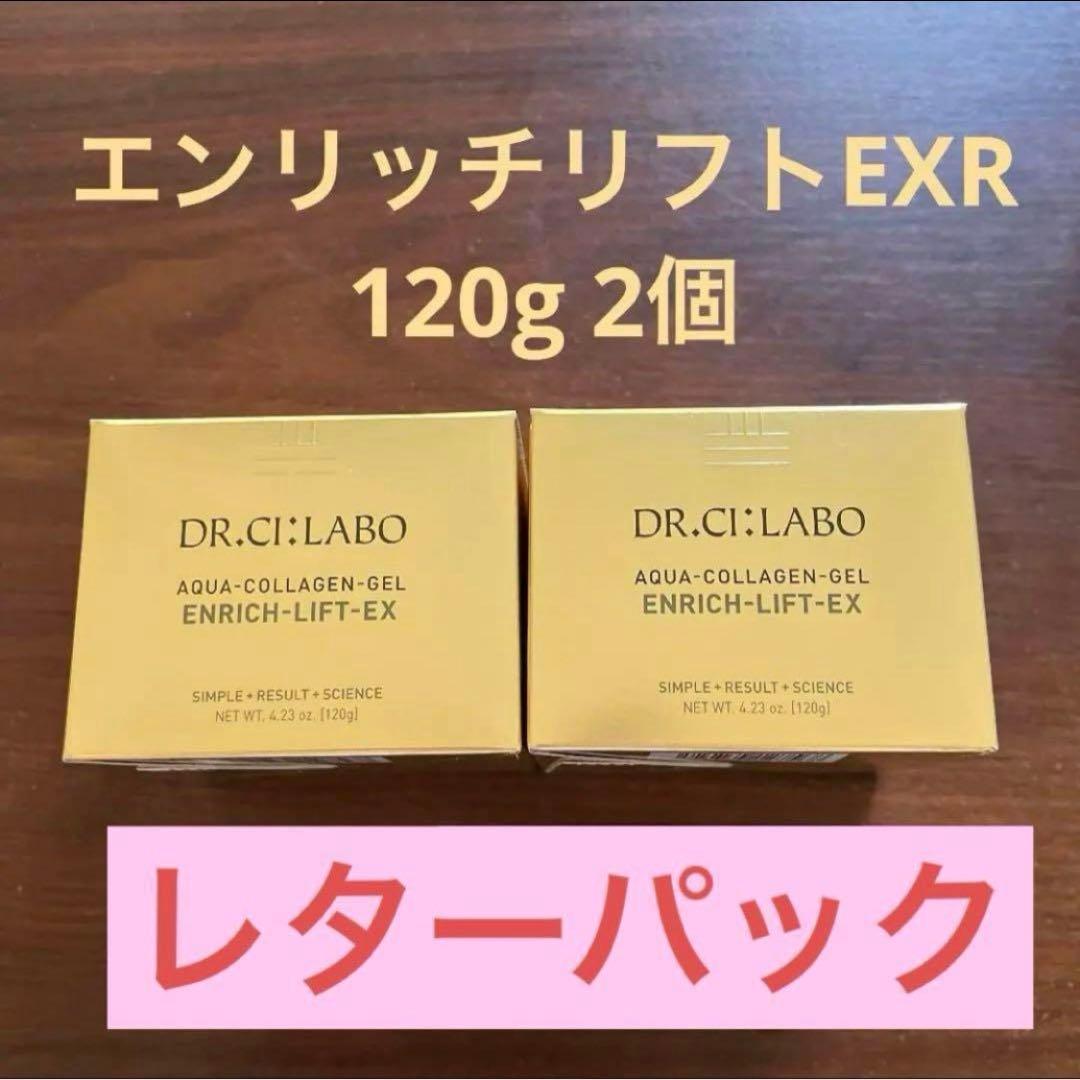 エンリッチリフトEXR
120g 2個
DR.CI:LABO
AQUA-COLLAGEN-GEL
ENRICH-LIFT-EX
SIMPLE + RESULT + SCIENCE
NET WT. 4.23 oz. [120g]
DR.CI:LABO
AQUA-COLLAGEN-GEL
ENRICH-LIFT-EX
SIMPLE + RESULT + SCIENCE
NET WT. 4.23 oz. [120g]
レターパック